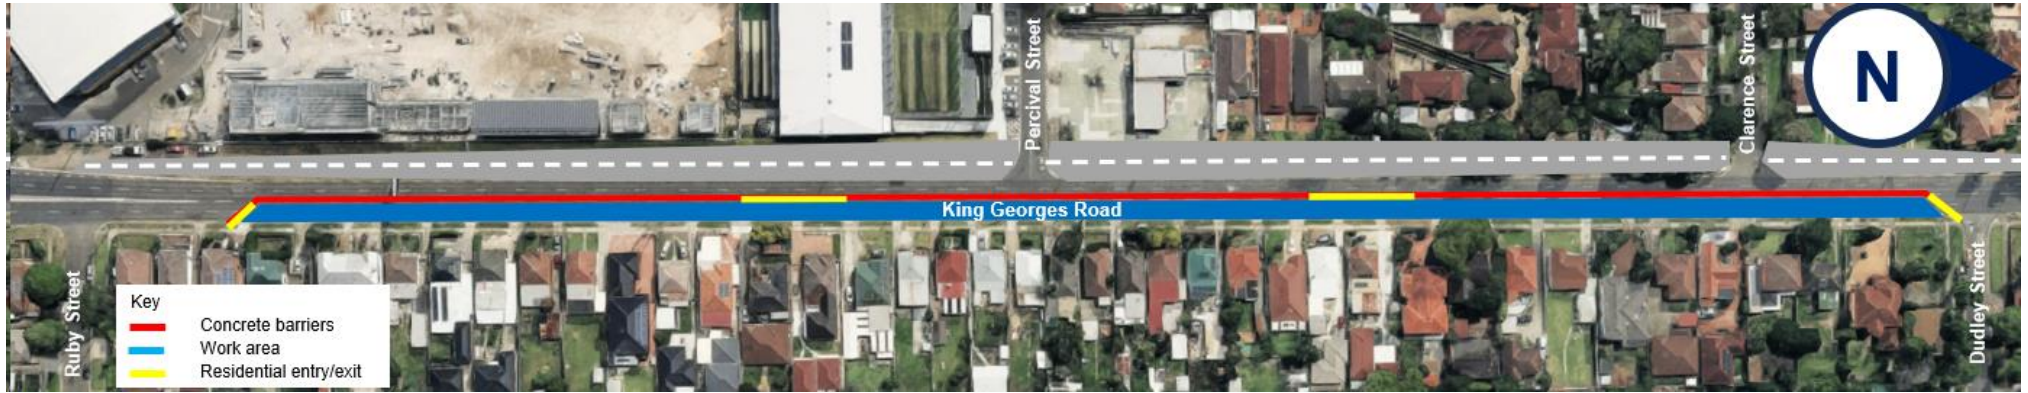 Percival Street
Clarence Street
N
King Georges Road
Ruby Street
Dudley Street
Key
Concrete barriers
Work area
Residential entry/exit